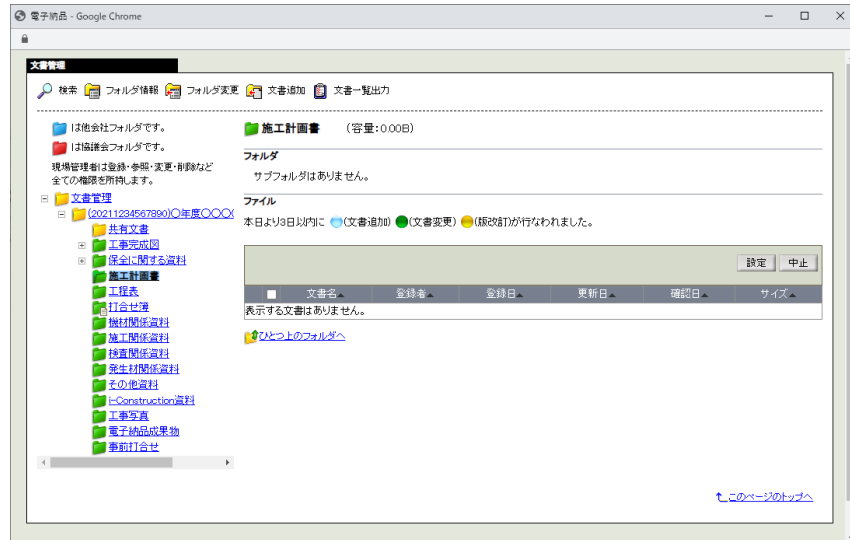 電子納品 - Google Chrome
文書管理
検索 フォルダ情報 フォルダ変更 文書追加 文書一覧出力
は他会社フォルダです。
は協議会フォルダです。
現場管理者は登録・参照・変更・削除など
全ての権限を所持します。
文書管理
(20211234567890)〇年度〇〇〇
共有文書
工事完成図
保全に関する資料
施工計画書
工程表
打合せ簿
機材関係資料
施工関係資料
検査関係資料
発生材関係資料
その他資料
i-Construction資料
工事写真
電子納品成果物
事前打合せ
施工計画書 (容量:0.00B)
フォルダ
サブフォルダはありません。
ファイル
本日より3日以内に (文書追加) (文書変更) (版改訂)が行なわれました。
設定 中止
文書名▲ 登録者▲ 登録日▲ 更新日▲ 確認日▲ サイズ▲
表示する文書はありません。
ひとつ上のフォルダへ
このページのトップへ